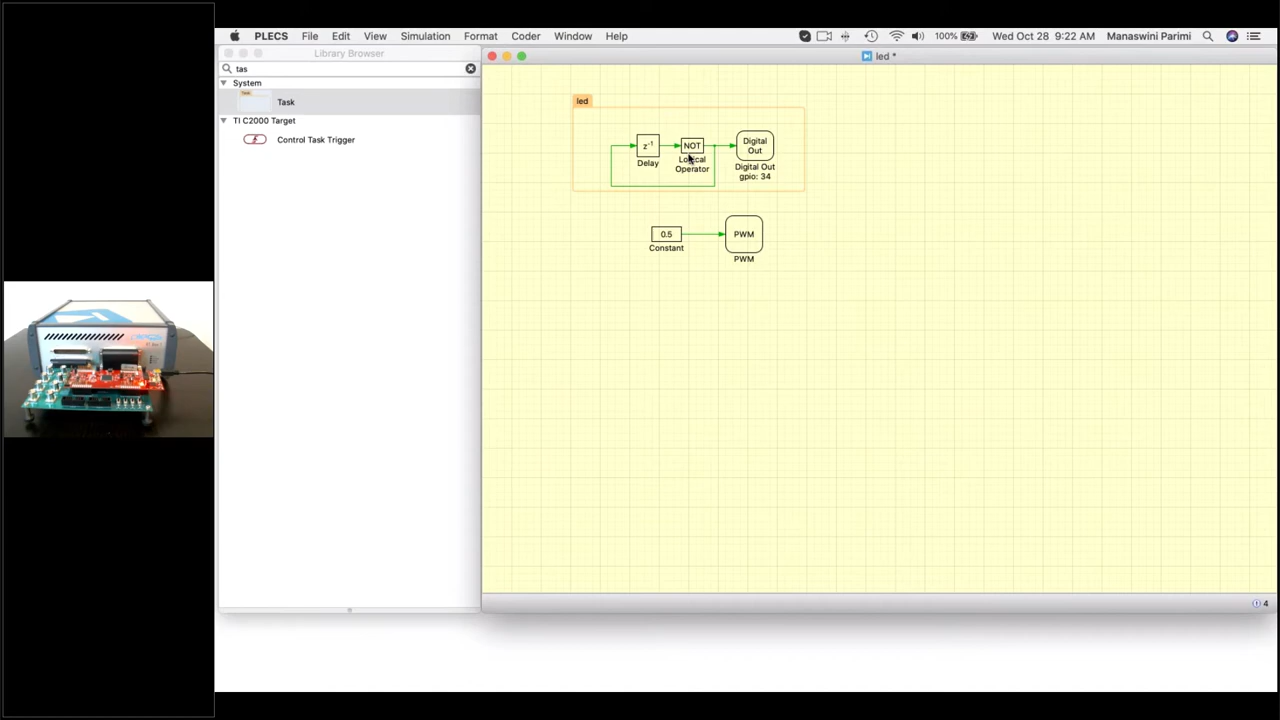 PLECS File Edit View Simulation Format Coder Window Help
100% Wed Oct 28 9:22 AM Manaswini Parimi
Library Browser
tas
System
Task
Task
TI C2000 Target
Control Task Trigger
led *
led
z-1
Delay
NOT
Logical
Operator
Digital
Out
Digital Out
gpio: 34
0.5
Constant
PWM
PWM
4